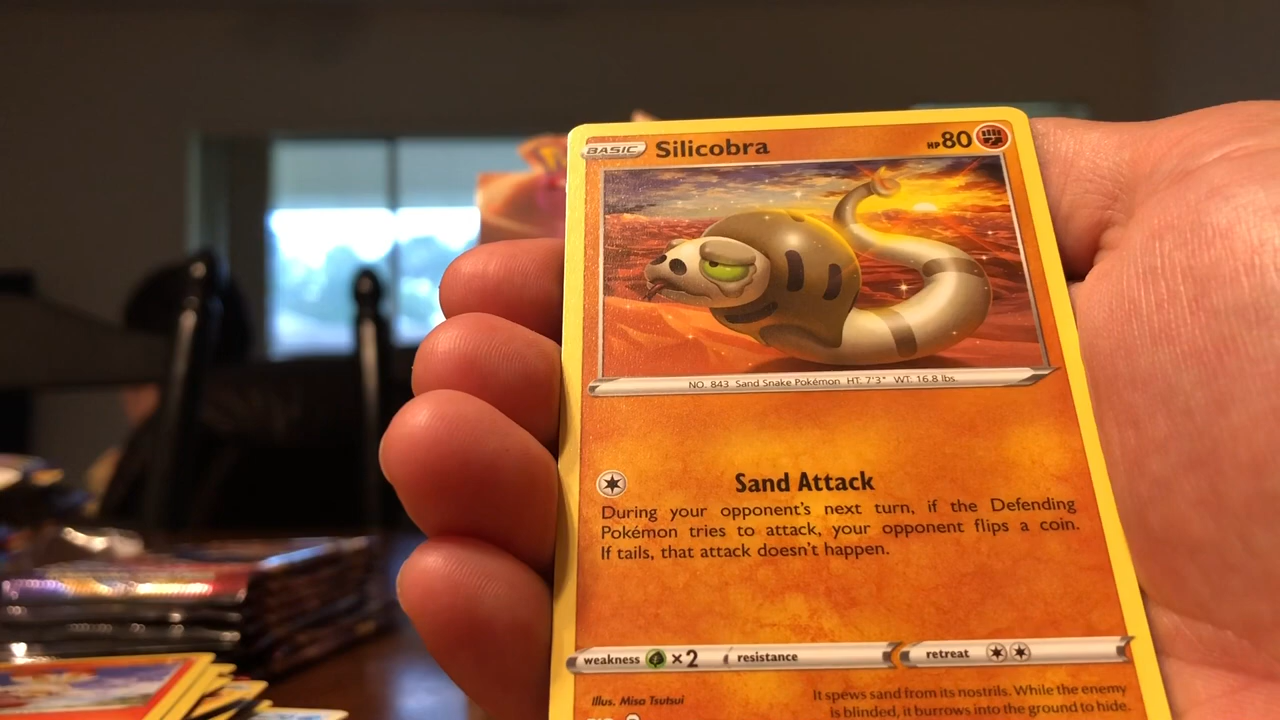 BASIC Silicobra HP 80
NO. 843 Sand Snake Pokémon HT: 7'3" WT: 16.8 lbs.
Sand Attack
During your opponent's next turn, if the Defending
Pokémon tries to attack, your opponent flips a coin.
If tails, that attack doesn't happen.
weakness ×2 resistance retreat
Illus. Misa Tsutsui
It spews sand from its nostrils. While the enemy
is blinded, it burrows into the ground to hide.